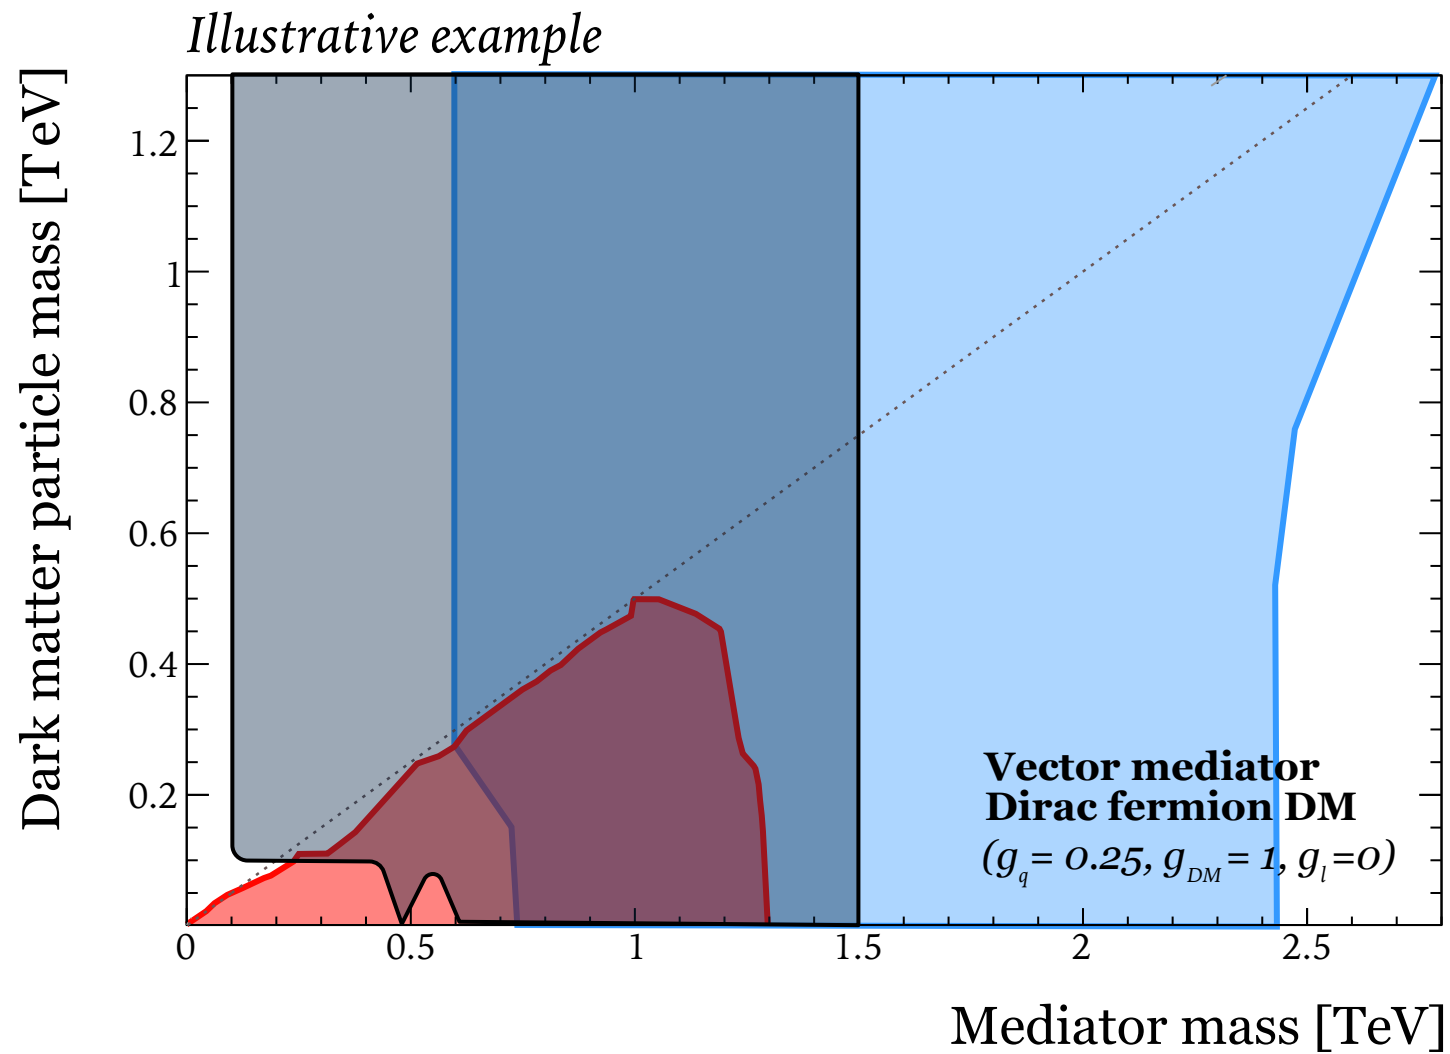 Illustrative example
Dark matter particle mass [TeV]
1.2
1
0.8
0.6
0.4
0.2
Vector mediator
Dirac fermion DM
(g_q = 0.25, g_DM = 1, g_l =0)
0 0.5 1 1.5 2 2.5
Mediator mass [TeV]